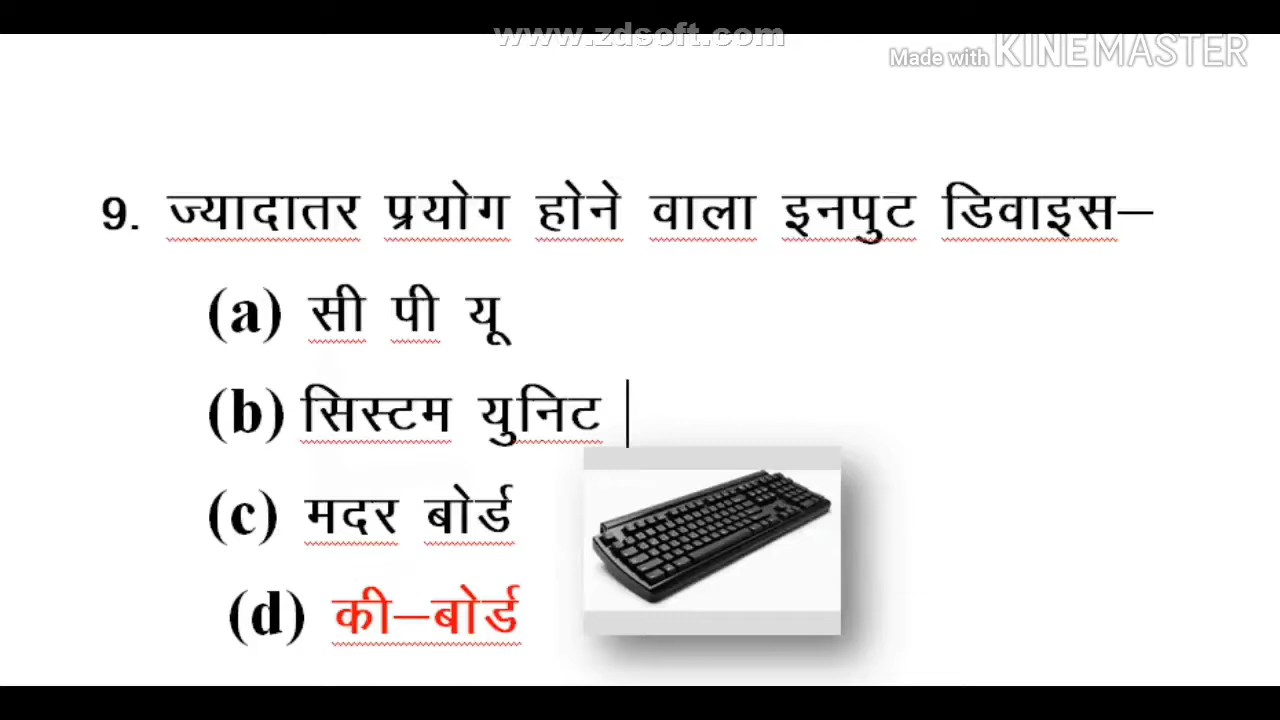 www.zdsoft.com
Made with KINEMASTER
9. ज्यादातर प्रयोग होने वाला इनपुट डिवाइस–
(a) सी पी यू
(b) सिस्टम युनिट
(c) मदर बोर्ड
(d) की–बोर्ड